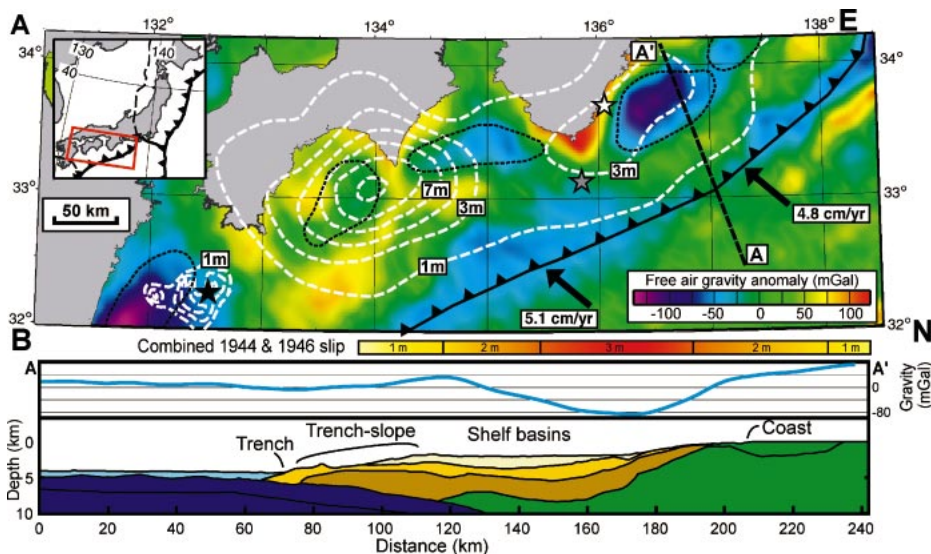 A
132
134
136
138
E
34°
130
140
40
A'
34°
33°
50 km
7m
3m
3m
33°
4.8 cm/yr
1m
1m
A
Free air gravity anomaly (mGal)
-100
-50
0
50
100
32°
5.1 cm/yr
32°
B
Combined 1944 & 1946 slip
1 m
2 m
3 m
2 m
1 m
N
A
A'
Gravity
(mGal)
0
-80
Depth (km)
0
5
10
Trench
Trench-slope
Shelf basins
Coast
0
20
40
60
80
100
120
140
160
180
200
220
240
Distance (km)